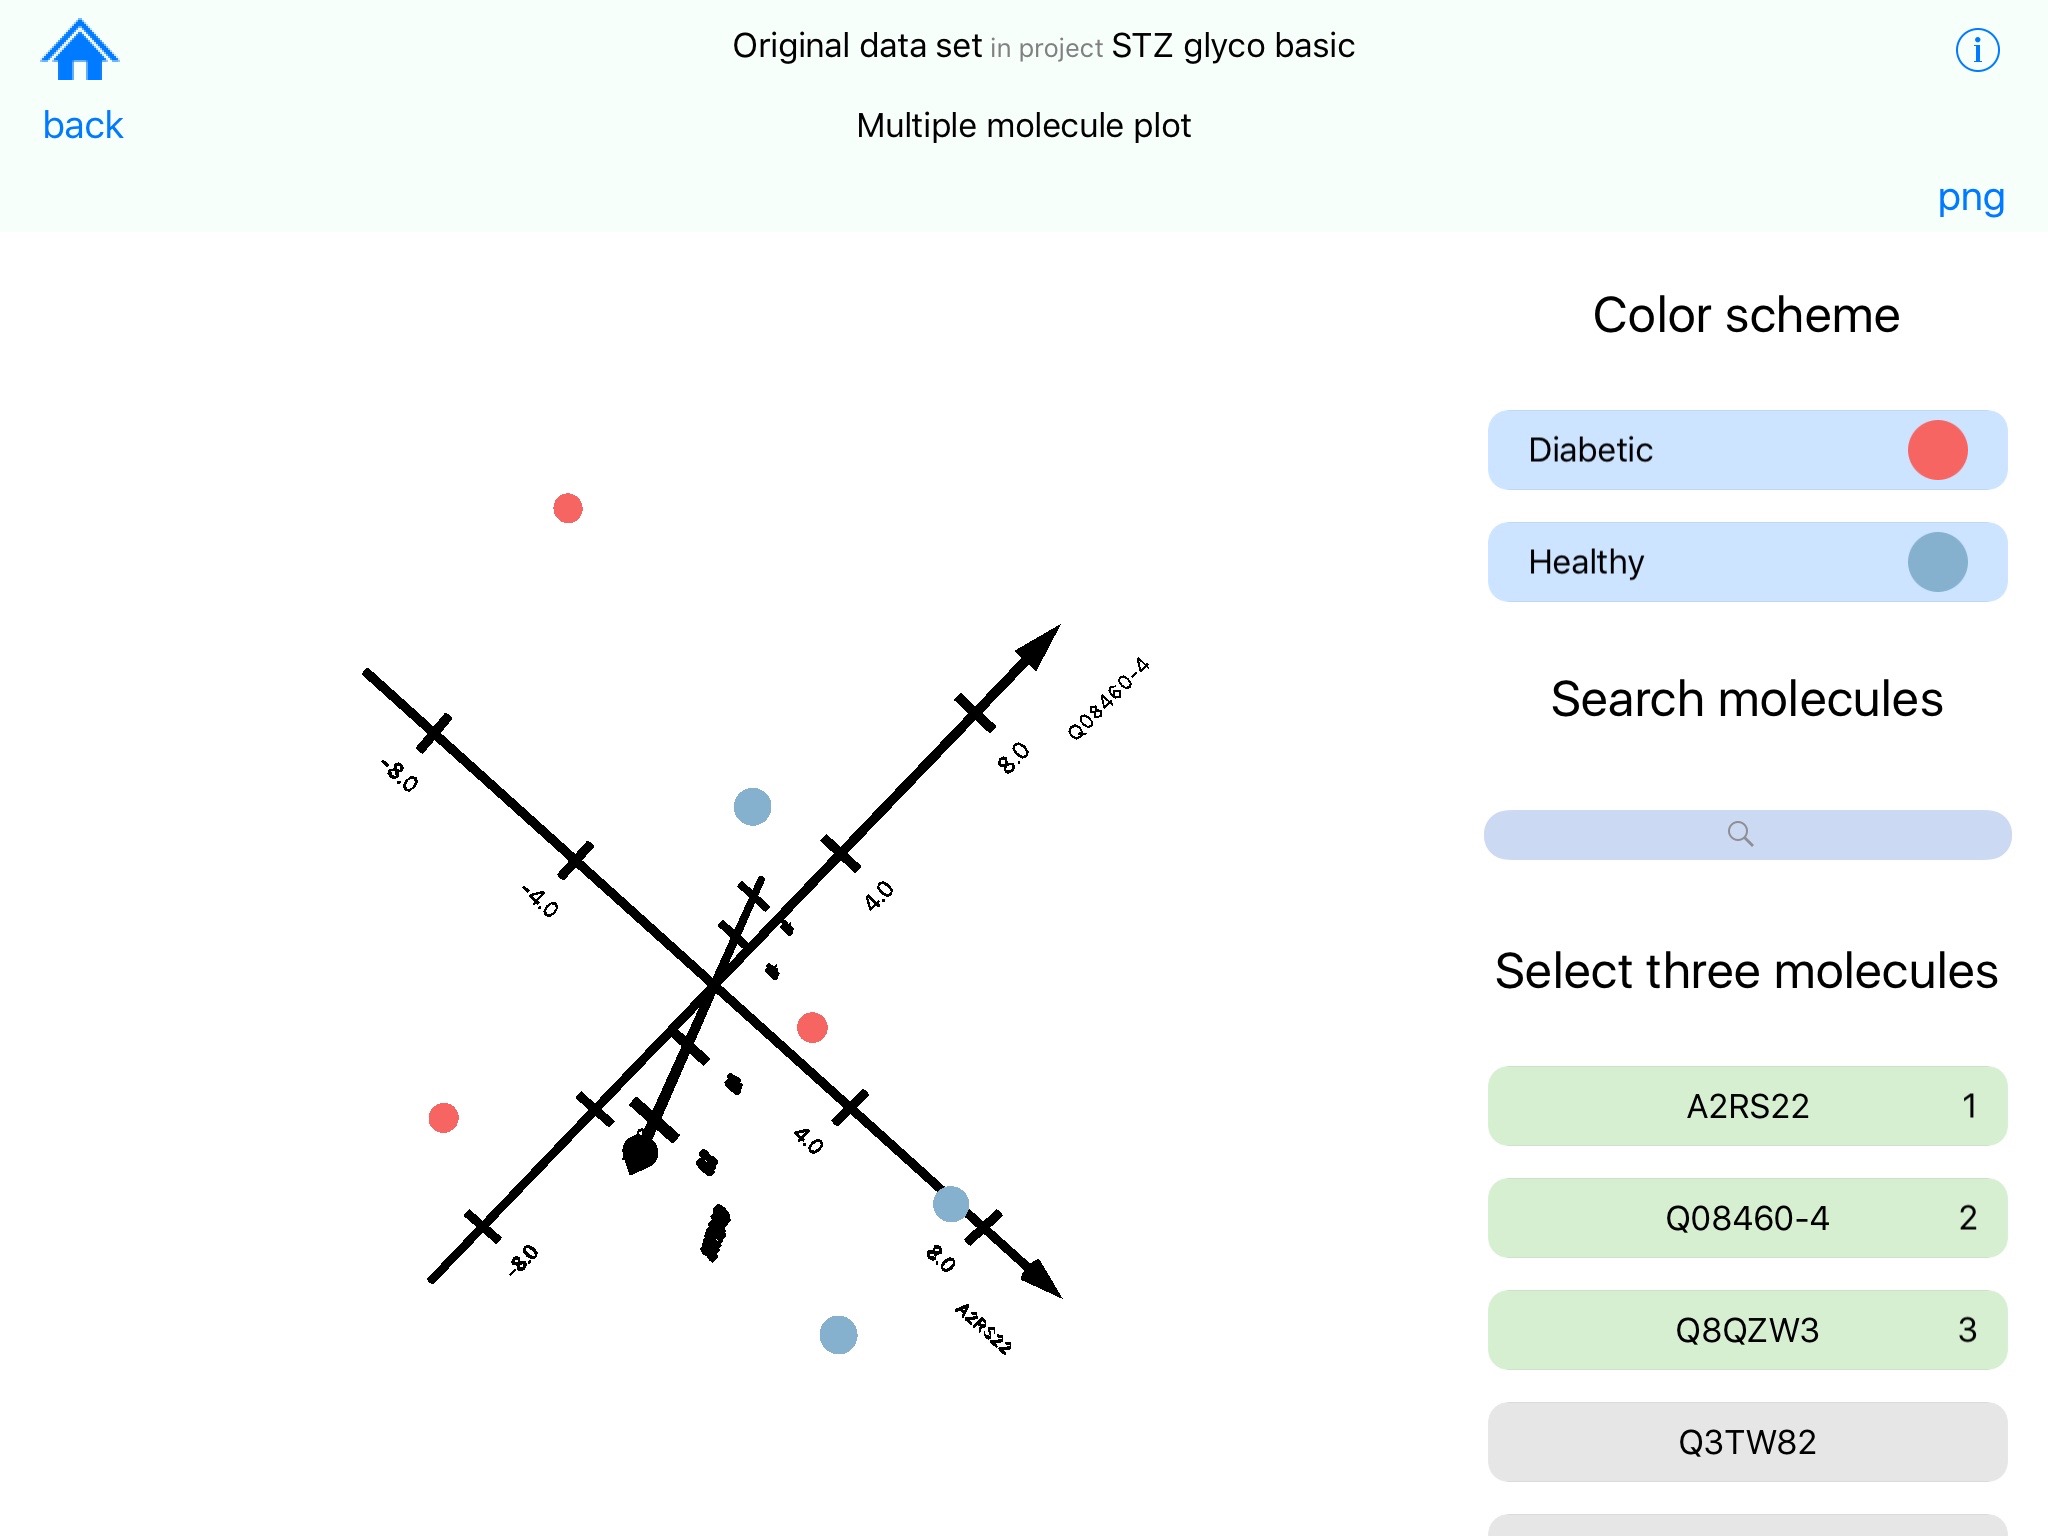 Original data set in project STZ glyco basic
back
Multiple molecule plot
png
Color scheme
Diabetic
Healthy
Search molecules
Select three molecules
A2RS22 1
Q08460-4 2
Q8QZW3 3
Q3TW82
Q08460-4
8.0
4.0
-8.0
-4.0
4.0
8.0
-8.0
A2RS22